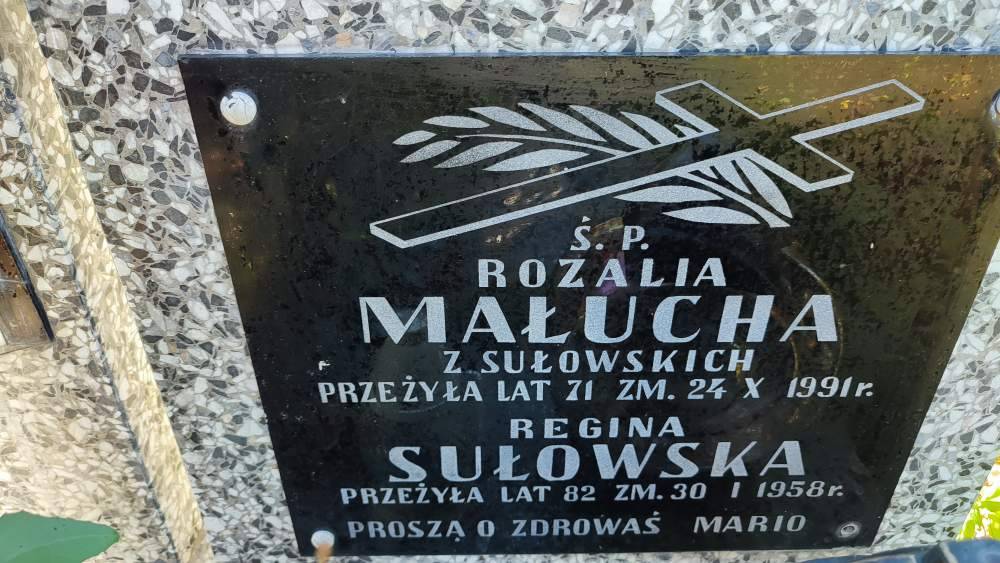 Ś. P.
ROZALIA
MAŁUCHA
Z SUŁOWSKICH
PRZEŻYŁA LAT 71 ZM. 24 X 1991r.
REGINA
SUŁOWSKA
PRZEŻYŁA LAT 82 ZM. 30 I 1958r.
PROSZĄ O ZDROWAŚ MARIO